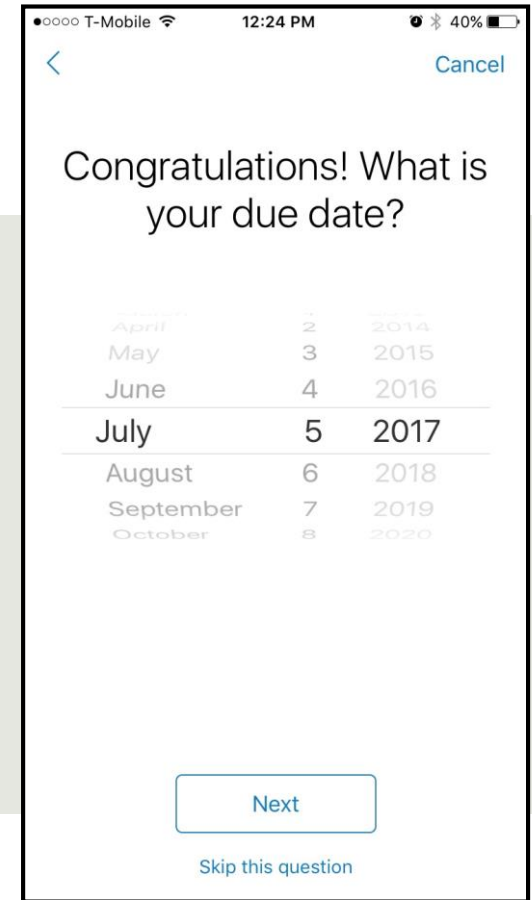 T-Mobile 12:24 PM 40%
Cancel
Congratulations! What is
your due date?
April 2 2014
May 3 2015
June 4 2016
July 5 2017
August 6 2018
September 7 2019
October 8 2020
Next
Skip this question